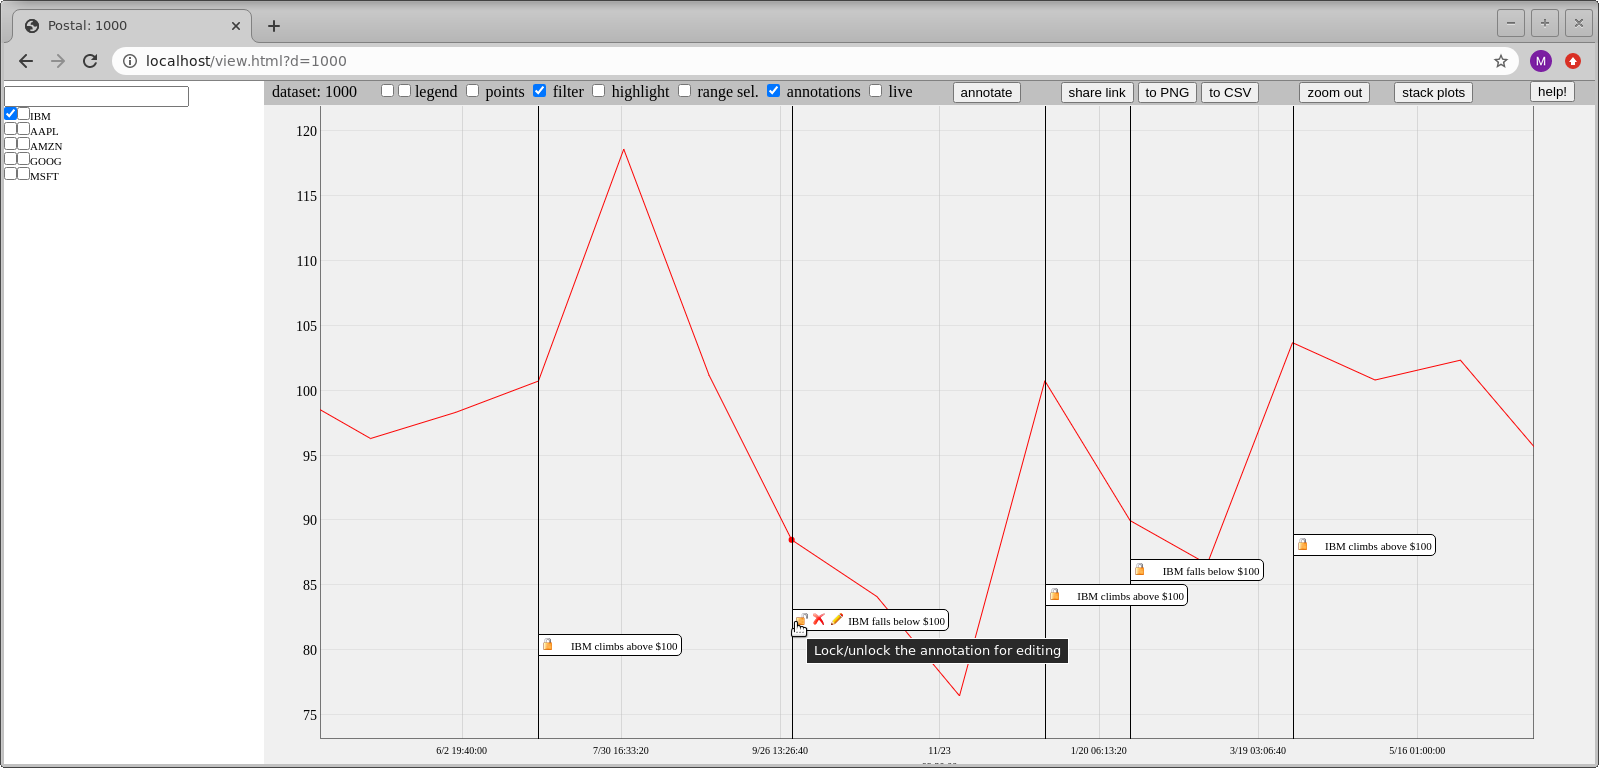 Postal: 1000
localhost/view.html?d=1000
M
dataset: 1000 legend points filter highlight range sel. annotations live annotate share link to PNG to CSV zoom out stack plots help!
IBM
AAPL
AMZN
GOOG
MSFT
120
115
110
105
100
95
90
85
80
75
IBM climbs above $100
IBM falls below $100
IBM climbs above $100
IBM falls below $100
IBM climbs above $100
Lock/unlock the annotation for editing
6/2 19:40:00 7/30 16:33:20 9/26 13:26:40 11/23 1/20 06:13:20 3/19 03:06:40 5/16 01:00:00